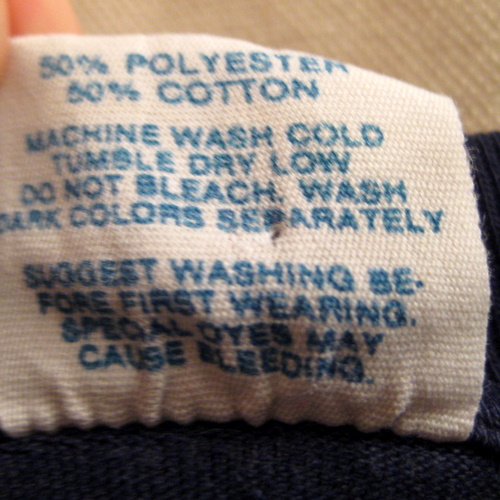 50% POLYESTER
50% COTTON
MACHINE WASH COLD
TUMBLE DRY LOW
DO NOT BLEACH, WASH
DARK COLORS SEPARATELY
SUGGEST WASHING BE-
FORE FIRST WEARING.
SPECIAL DYES MAY
CAUSE BLEEDING.